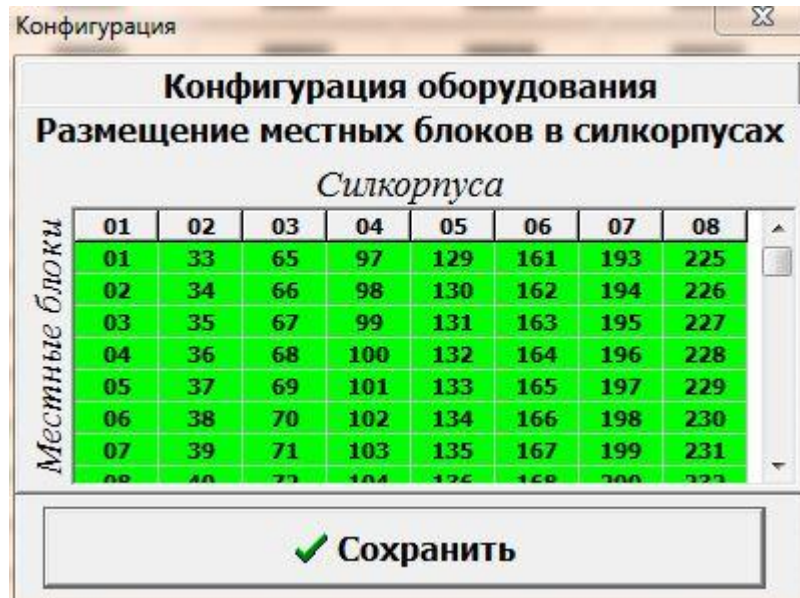 Конфигурация
Конфигурация оборудования
Размещение местных блоков в силкорпусах
Силкорпуса
Местные блоки
01 02 03 04 05 06 07 08
01 33 65 97 129 161 193 225
02 34 66 98 130 162 194 226
03 35 67 99 131 163 195 227
04 36 68 100 132 164 196 228
05 37 69 101 133 165 197 229
06 38 70 102 134 166 198 230
07 39 71 103 135 167 199 231
Сохранить